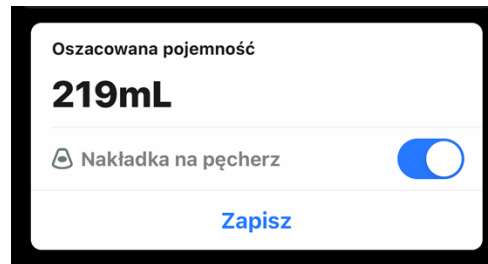 Oszacowana pojemność
219mL
Nakładka na pęcherz
Zapisz